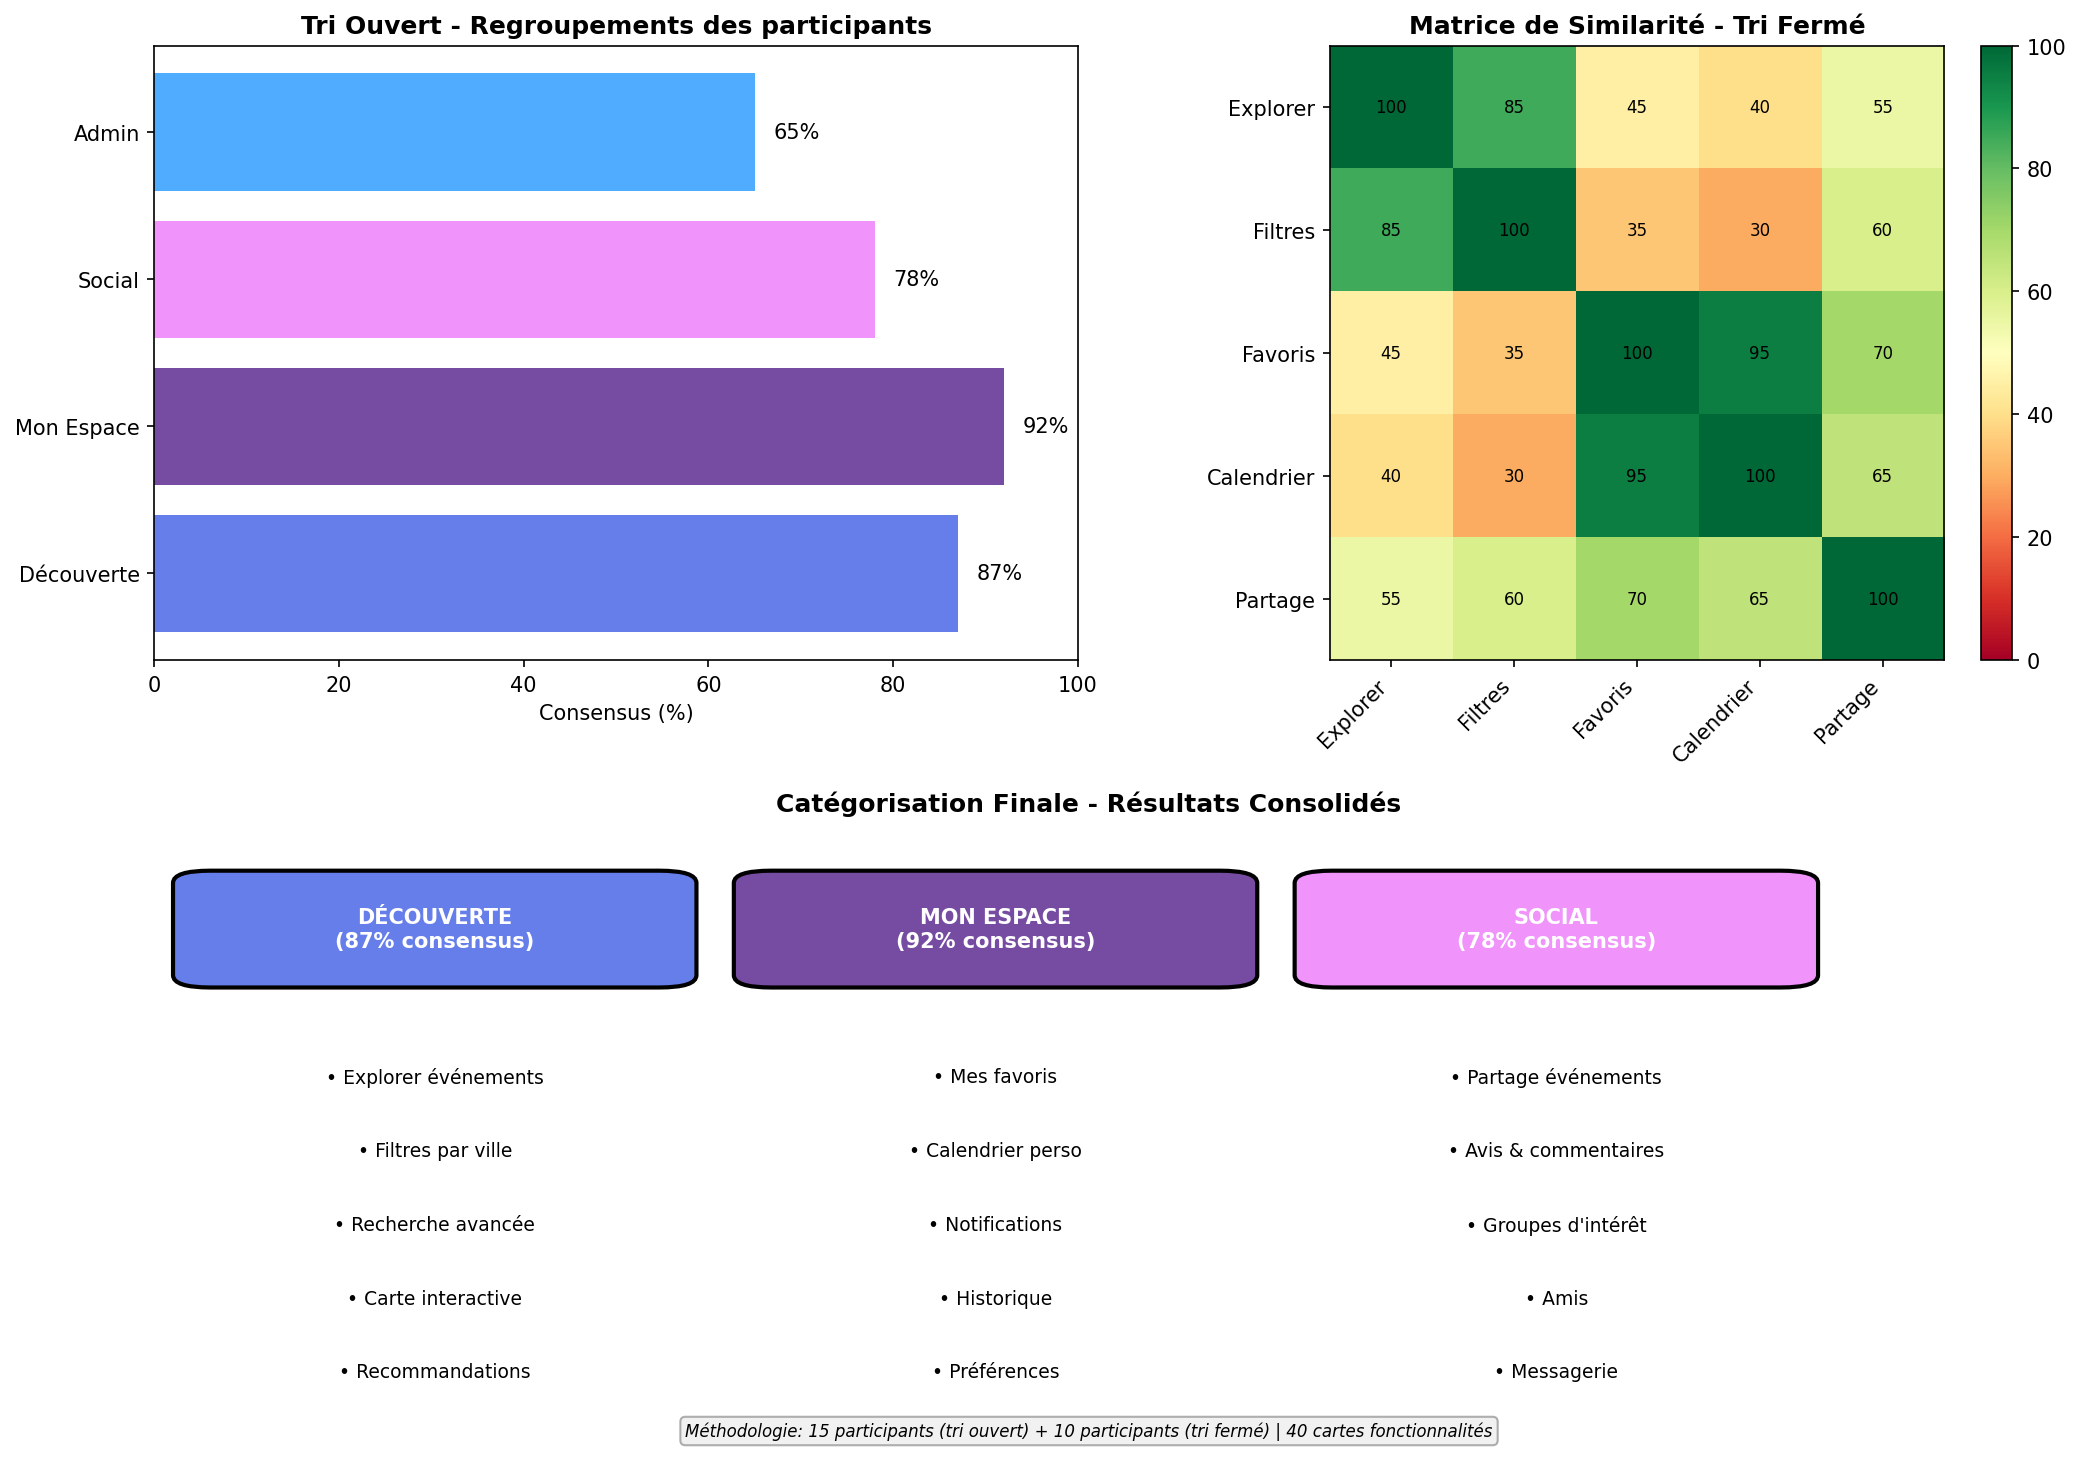 Tri Ouvert - Regroupements des participants
Admin
65%
Social
78%
Mon Espace
92%
Découverte
87%
0 20 40 60 80 100
Consensus (%)
Matrice de Similarité - Tri Fermé
Explorer 100 85 45 40 55
Filtres 85 100 35 30 60
Favoris 45 35 100 95 70
Calendrier 40 30 95 100 65
Partage 55 60 70 65 100
Explorer Filtres Favoris Calendrier Partage
100
80
60
40
20
0
Catégorisation Finale - Résultats Consolidés
DÉCOUVERTE
(87% consensus)
• Explorer événements
• Filtres par ville
• Recherche avancée
• Carte interactive
• Recommandations
MON ESPACE
(92% consensus)
• Mes favoris
• Calendrier perso
• Notifications
• Historique
• Préférences
SOCIAL
(78% consensus)
• Partage événements
• Avis & commentaires
• Groupes d'intérêt
• Amis
• Messagerie
Méthodologie: 15 participants (tri ouvert) + 10 participants (tri fermé) | 40 cartes fonctionnalités